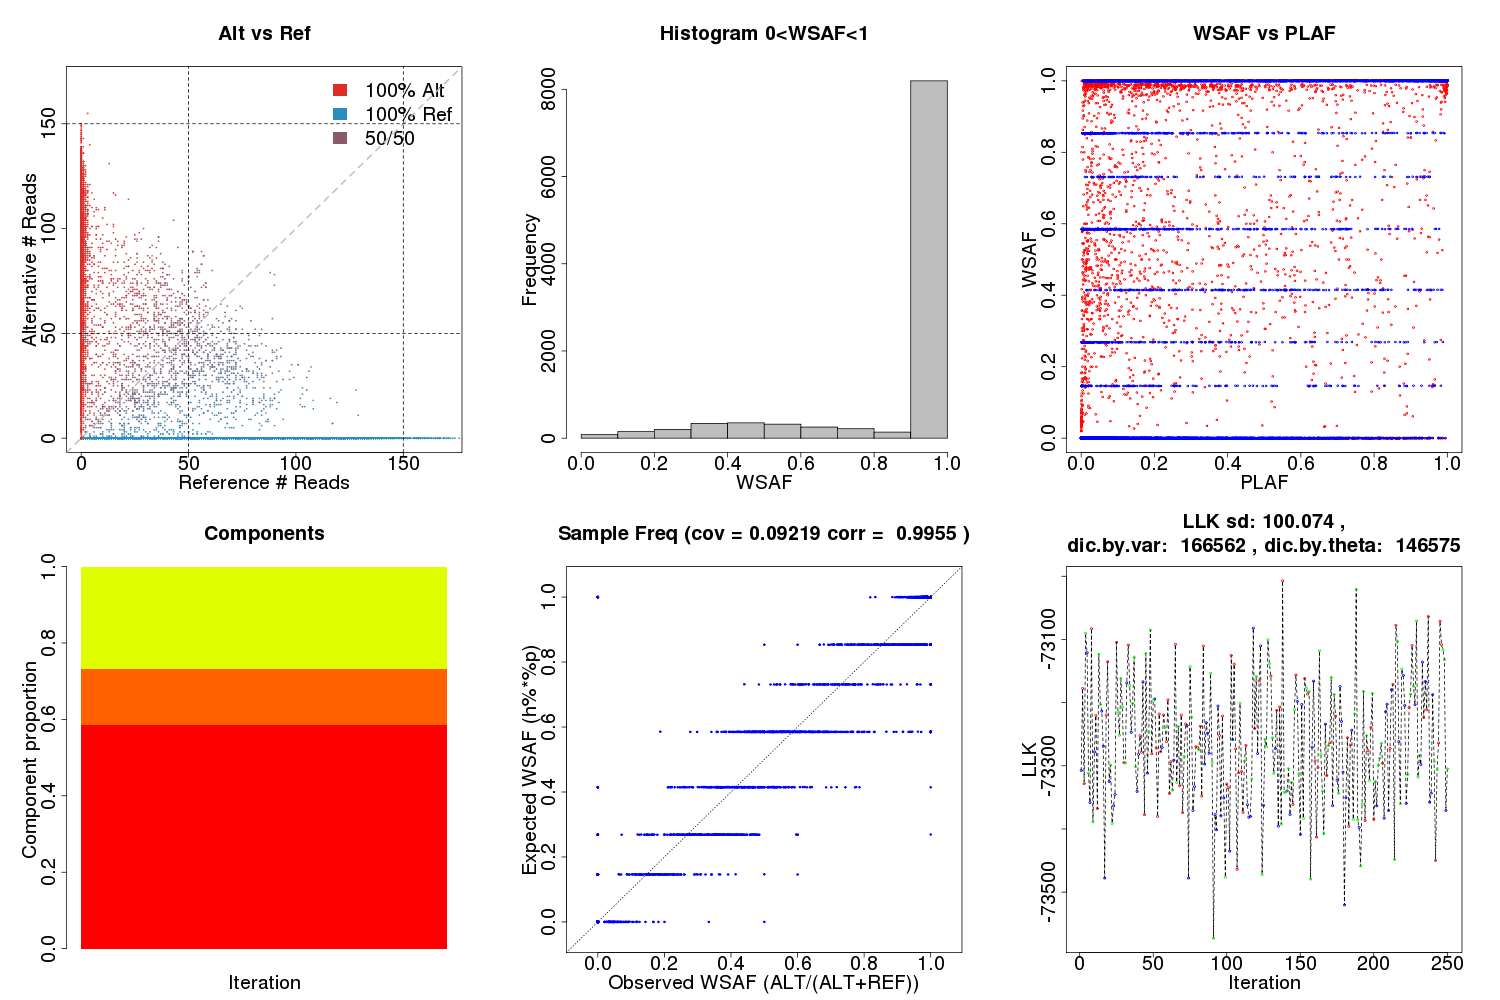 Alt vs Ref
100% Alt
100% Ref
50/50
Alternative # Reads
0 50 100 150
0 50 100 150
Reference # Reads
Histogram 0<WSAF<1
Frequency
0 2000 4000 6000 8000
0.0 0.2 0.4 0.6 0.8 1.0
WSAF
WSAF vs PLAF
WSAF
0.0 0.2 0.4 0.6 0.8 1.0
0.0 0.2 0.4 0.6 0.8 1.0
PLAF
Components
Component proportion
0.0 0.2 0.4 0.6 0.8 1.0
Iteration
Sample Freq (cov = 0.09219 corr = 0.9955 )
Expected WSAF (h%*%p)
0.0 0.2 0.4 0.6 0.8 1.0
0.0 0.2 0.4 0.6 0.8 1.0
Observed WSAF (ALT/(ALT+REF))
LLK sd: 100.074 ,
dic.by.var: 166562 , dic.by.theta: 146575
LLK
-73500 -73300 -73100
0 50 100 150 200 250
Iteration